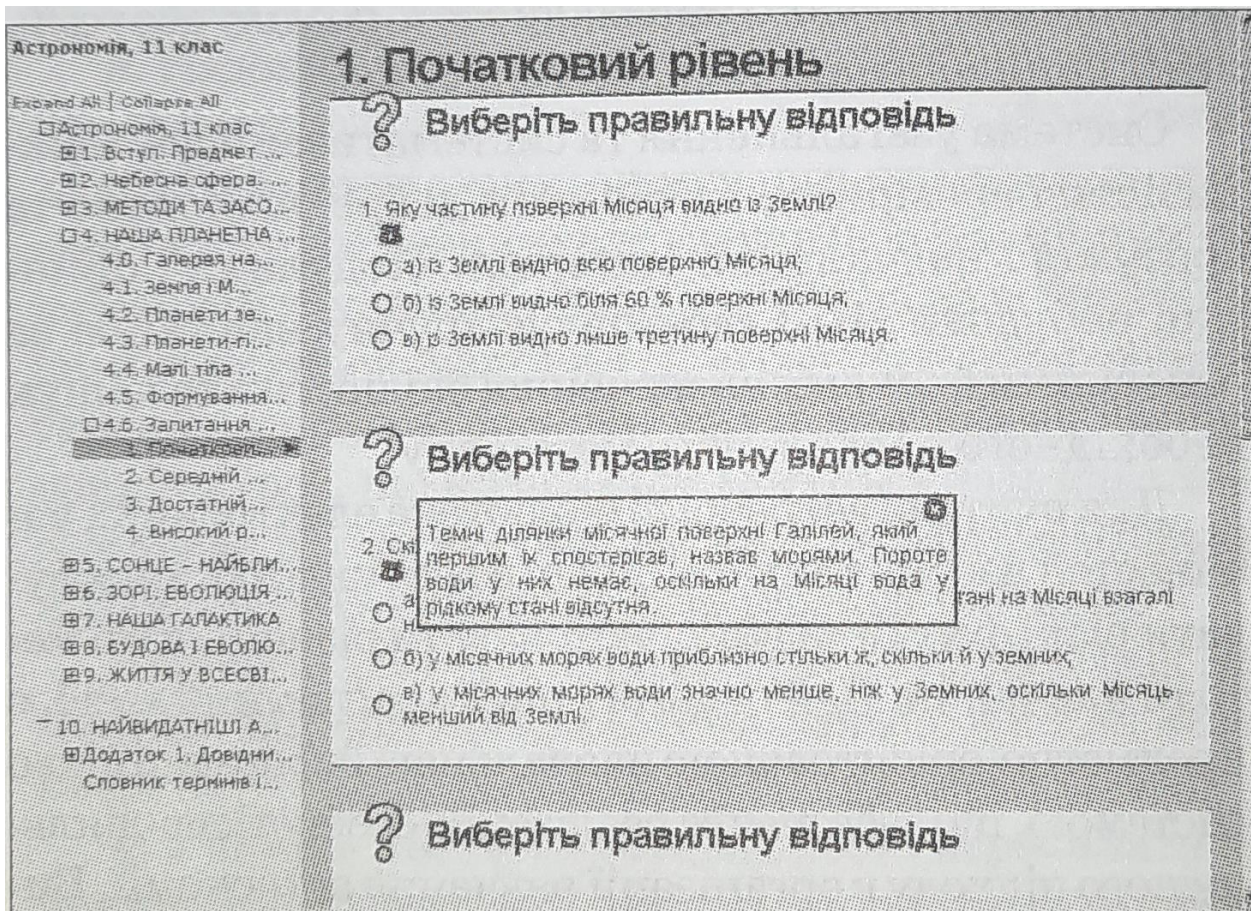 Астрономія, 11 клас
Expand All | Collapse All
Астрономія, 11 клас
1. Вступ. Предмет ...
2. Небесна сфера. ...
3. МЕТОДИ ТА ЗАСО...
4. НАША ПЛАНЕТНА ...
4.0. Галерея на...
4.1. Земля і М...
4.2. Планети зе...
4.3. Планети-гі...
4.4. Малі тіла ...
4.5. Формування...
4.6. Запитання ...
1. Початковий...
2. Середній ...
3. Достатній...
4. Високий р...
5. СОНЦЕ – НАЙБЛИ...
6. ЗОРІ. ЕВОЛЮЦІЯ ...
7. НАША ГАЛАКТИКА
8. БУДОВА І ЕВОЛЮ...
9. ЖИТТЯ У ВСЕСВІ...
10. НАЙВИДАТНІШІ А...
Додаток 1. Довідни...
Словник термінів і...
1. Початковий рівень
Виберіть правильну відповідь
1. Яку частину поверхні Місяця видно із Землі?
а) із Землі видно всю поверхню Місяця;
б) із Землі видно біля 60 % поверхні Місяця;
в) із Землі видно лише третину поверхні Місяця.
Виберіть правильну відповідь
2. Скі
Темні ділянки місячної поверхні Галілей, який
першим їх спостерігав, назвав морями. Пороте
води у них немає, оскільки на Місяці вода у
рідкому стані відсутня.
тані на Місяці взагалі
б) у місячних морях води приблизно стільки ж, скільки й у земних;
в) у місячних морях води значно менше, ніж у Земних, оскільки Місяць
менший від Землі.
Виберіть правильну відповідь